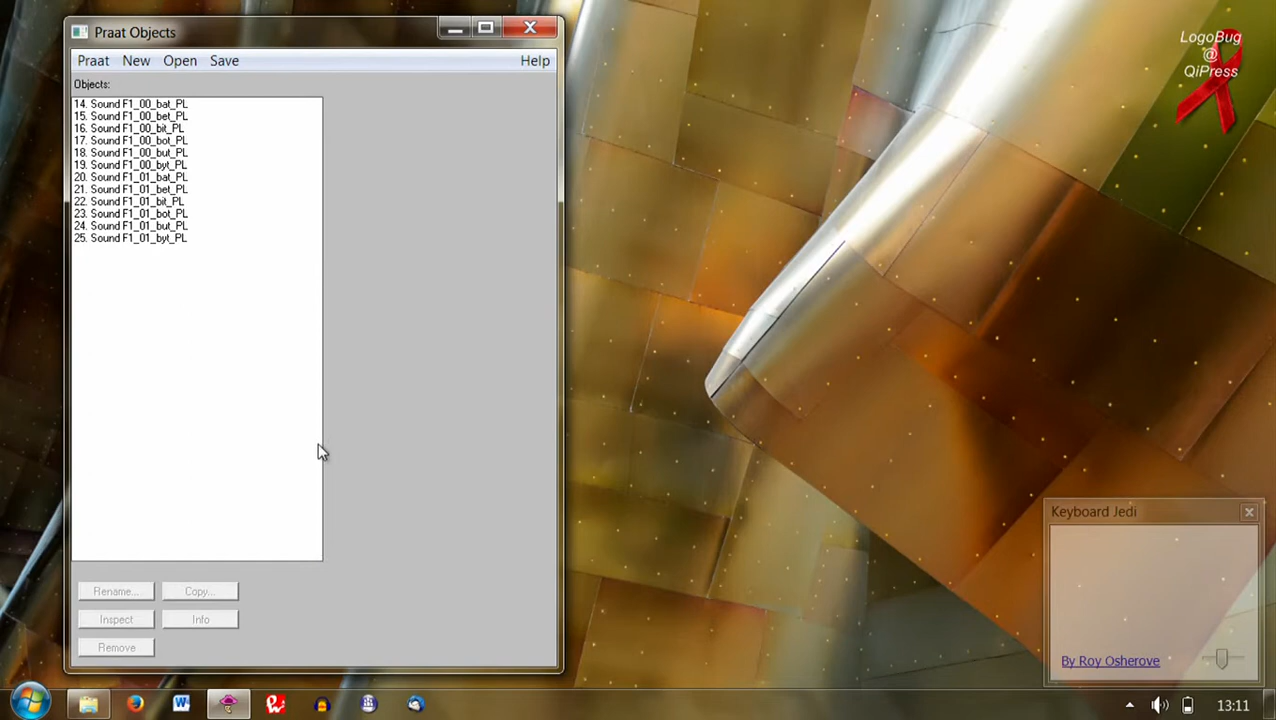 Praat Objects
Praat New Open Save Help
Objects:
14. Sound F1_00_bat_PL
15. Sound F1_00_bet_PL
16. Sound F1_00_bit_PL
17. Sound F1_00_bot_PL
18. Sound F1_00_but_PL
19. Sound F1_00_byt_PL
20. Sound F1_01_bat_PL
21. Sound F1_01_bet_PL
22. Sound F1_01_bit_PL
23. Sound F1_01_bot_PL
24. Sound F1_01_but_PL
25. Sound F1_01_byt_PL
Rename... Copy...
Inspect Info
Remove
LogoBug
@
QiPress
Keyboard Jedi
By Roy Osherove
13:11